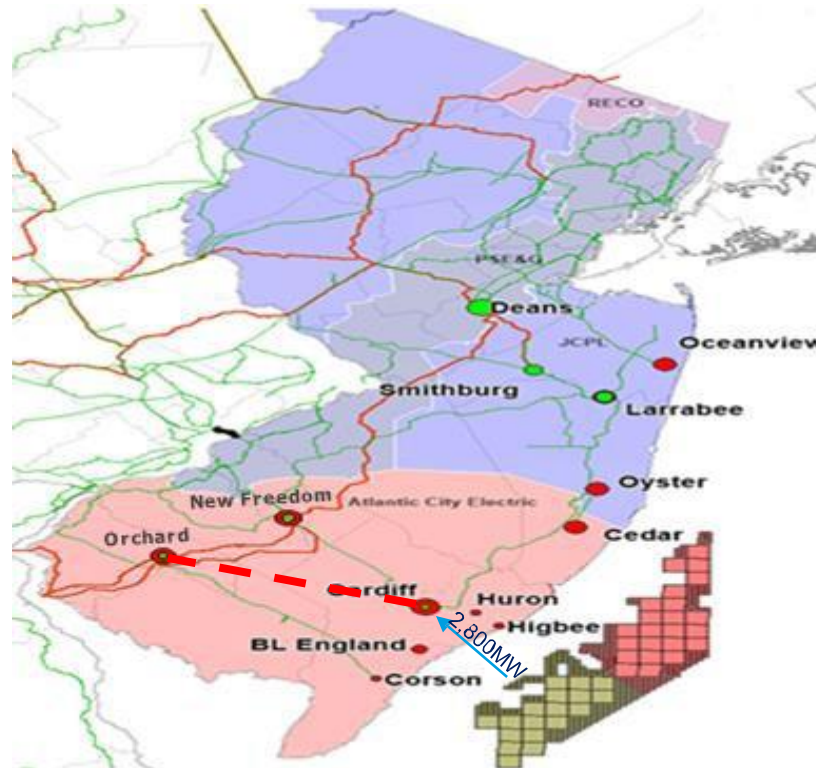 RECO
PSE&G
Deans
JCPL
Oceanview
Smithburg
Larrabee
Oyster
New Freedom
Atlantic City Electric
Orchard
Cedar
Cardiff
Huron
2,800MW
Higbee
BL England
Corson